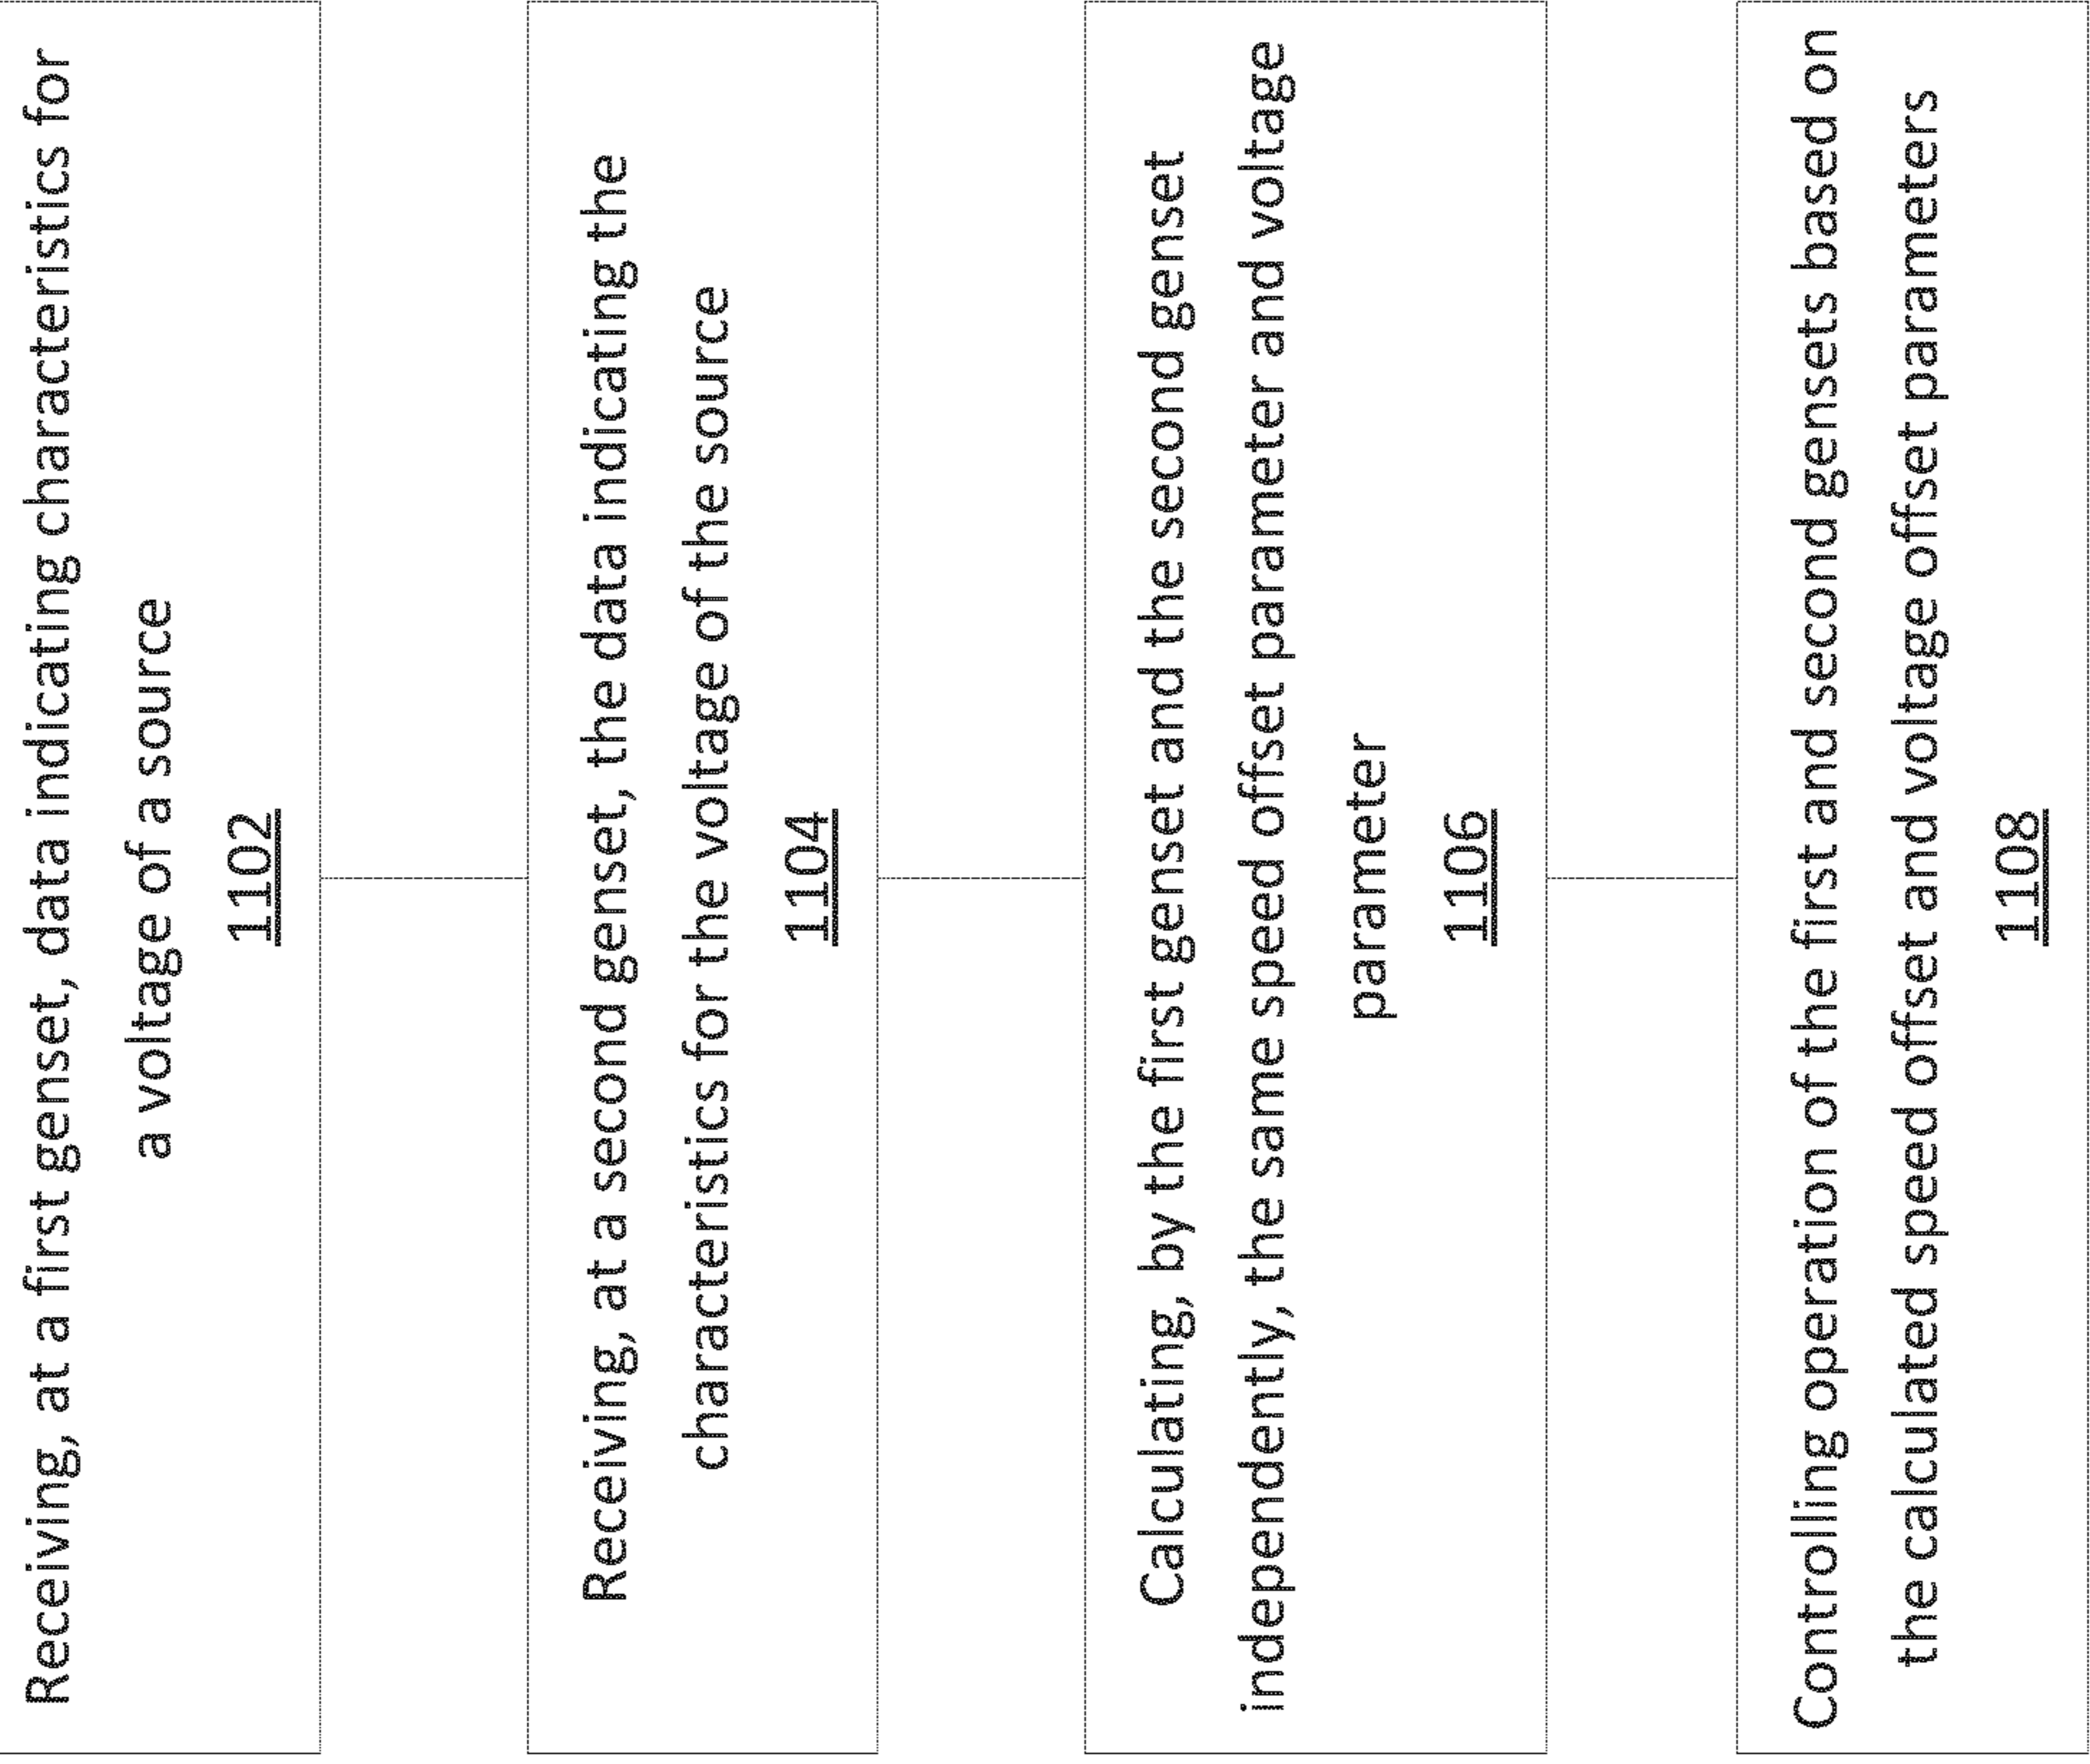 Receiving, at a first genset, data indicating characteristics for
a voltage of a source
1102
Receiving, at a second genset, the data indicating the
characteristics for the voltage of the source
1104
Calculating, by the first genset and the second genset
independently, the same speed offset parameter and voltage
parameter
1106
Controlling operation of the first and second gensets based on
the calculated speed offset and voltage offset parameters
1108